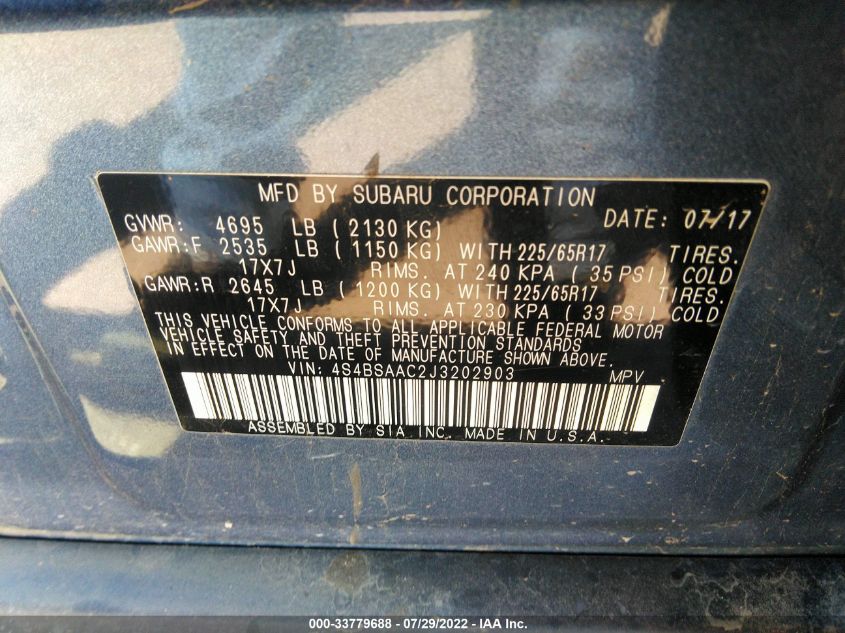 MFD BY SUBARU CORPORATION
DATE: 07/17
GVWR: 4695 LB ( 2130 KG)
GAWR:F 2535 LB ( 1150 KG) WITH 225/65R17 TIRES.
17X7J RIMS. AT 240 KPA ( 35 PSI) COLD
GAWR:R 2645 LB ( 1200 KG) WITH 225/65R17 TIRES.
17X7J RIMS. AT 230 KPA ( 33 PSI) COLD
THIS VEHICLE CONFORMS TO ALL APPLICABLE FEDERAL MOTOR
VEHICLE SAFETY AND THEFT PREVENTION STANDARDS
IN EFFECT ON THE DATE OF MANUFACTURE SHOWN ABOVE.
VIN: 4S4BSAAC2J3202903 MPV
ASSEMBLED BY SIA INC. MADE IN U.S.A.
000-33779688 - 07/29/2022 - IAA Inc.